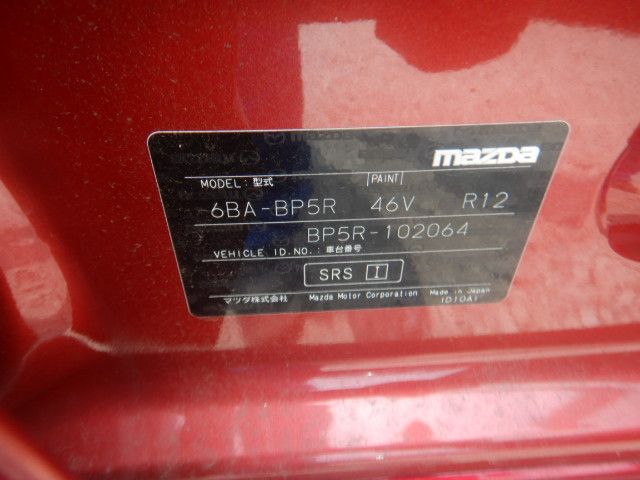 mazda
MODEL: 型式 PAINT
6BA-BP5R 46V R12
BP5R-102064
VEHICLE ID.NO.: 車台番号
SRS I
マツダ株式会社 Mazda Motor Corporation Made in Japan
ID10A1